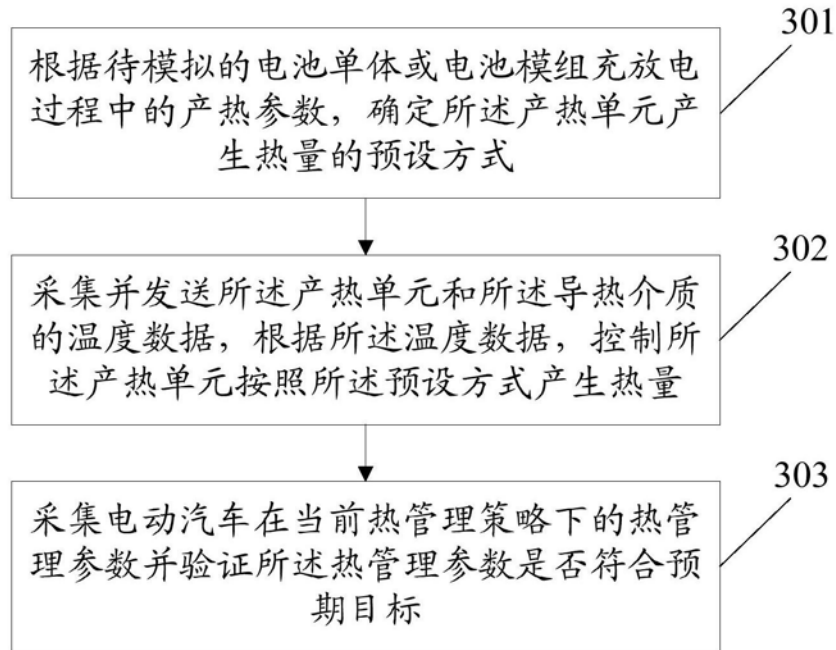 301
根据待模拟的电池单体或电池模组充放电
过程中的产热参数，确定所述产热单元产
生热量的预设方式
302
采集并发送所述产热单元和所述导热介质
的温度数据，根据所述温度数据，控制所
述产热单元按照所述预设方式产生热量
303
采集电动汽车在当前热管理策略下的热管
理参数并验证所述热管理参数是否符合预
期目标